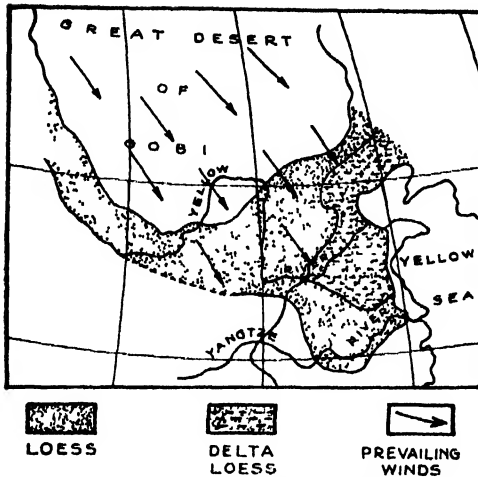 GREAT DESERT
OF
GOBI
YELLOW
RIVER
YELLOW
SEA
YANGTZE
RIVER
LOESS
DELTA
LOESS
PREVAILING
WINDS